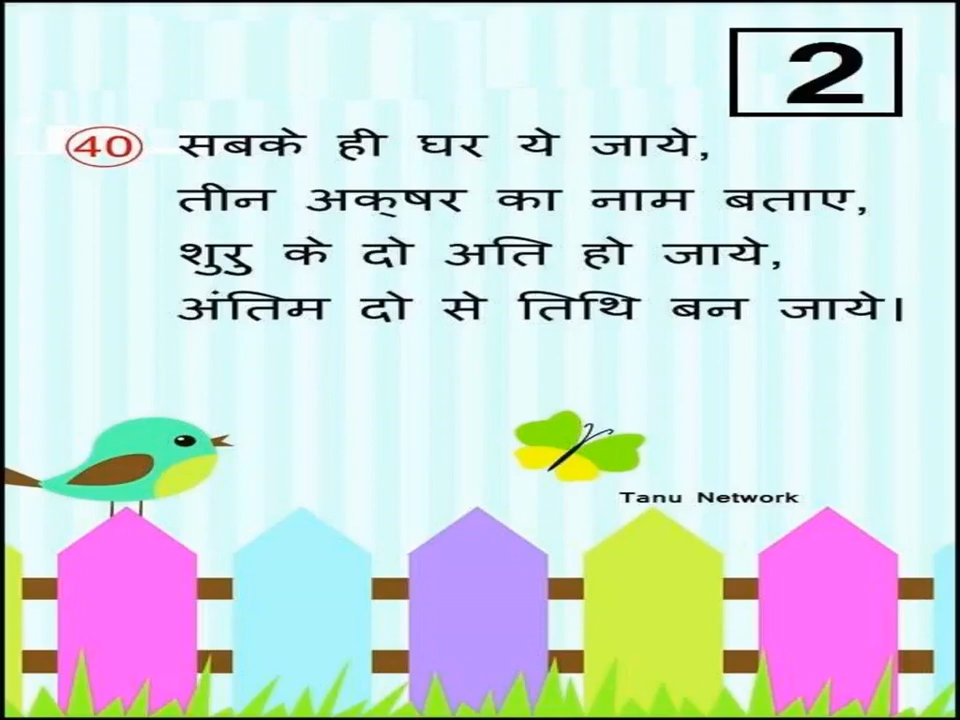 2
40 सबके ही घर ये जाये,
तीन अक्षर का नाम बताए,
शुरु के दो अति हो जाये,
अंतिम दो से तिथि बन जाये।
Tanu Network